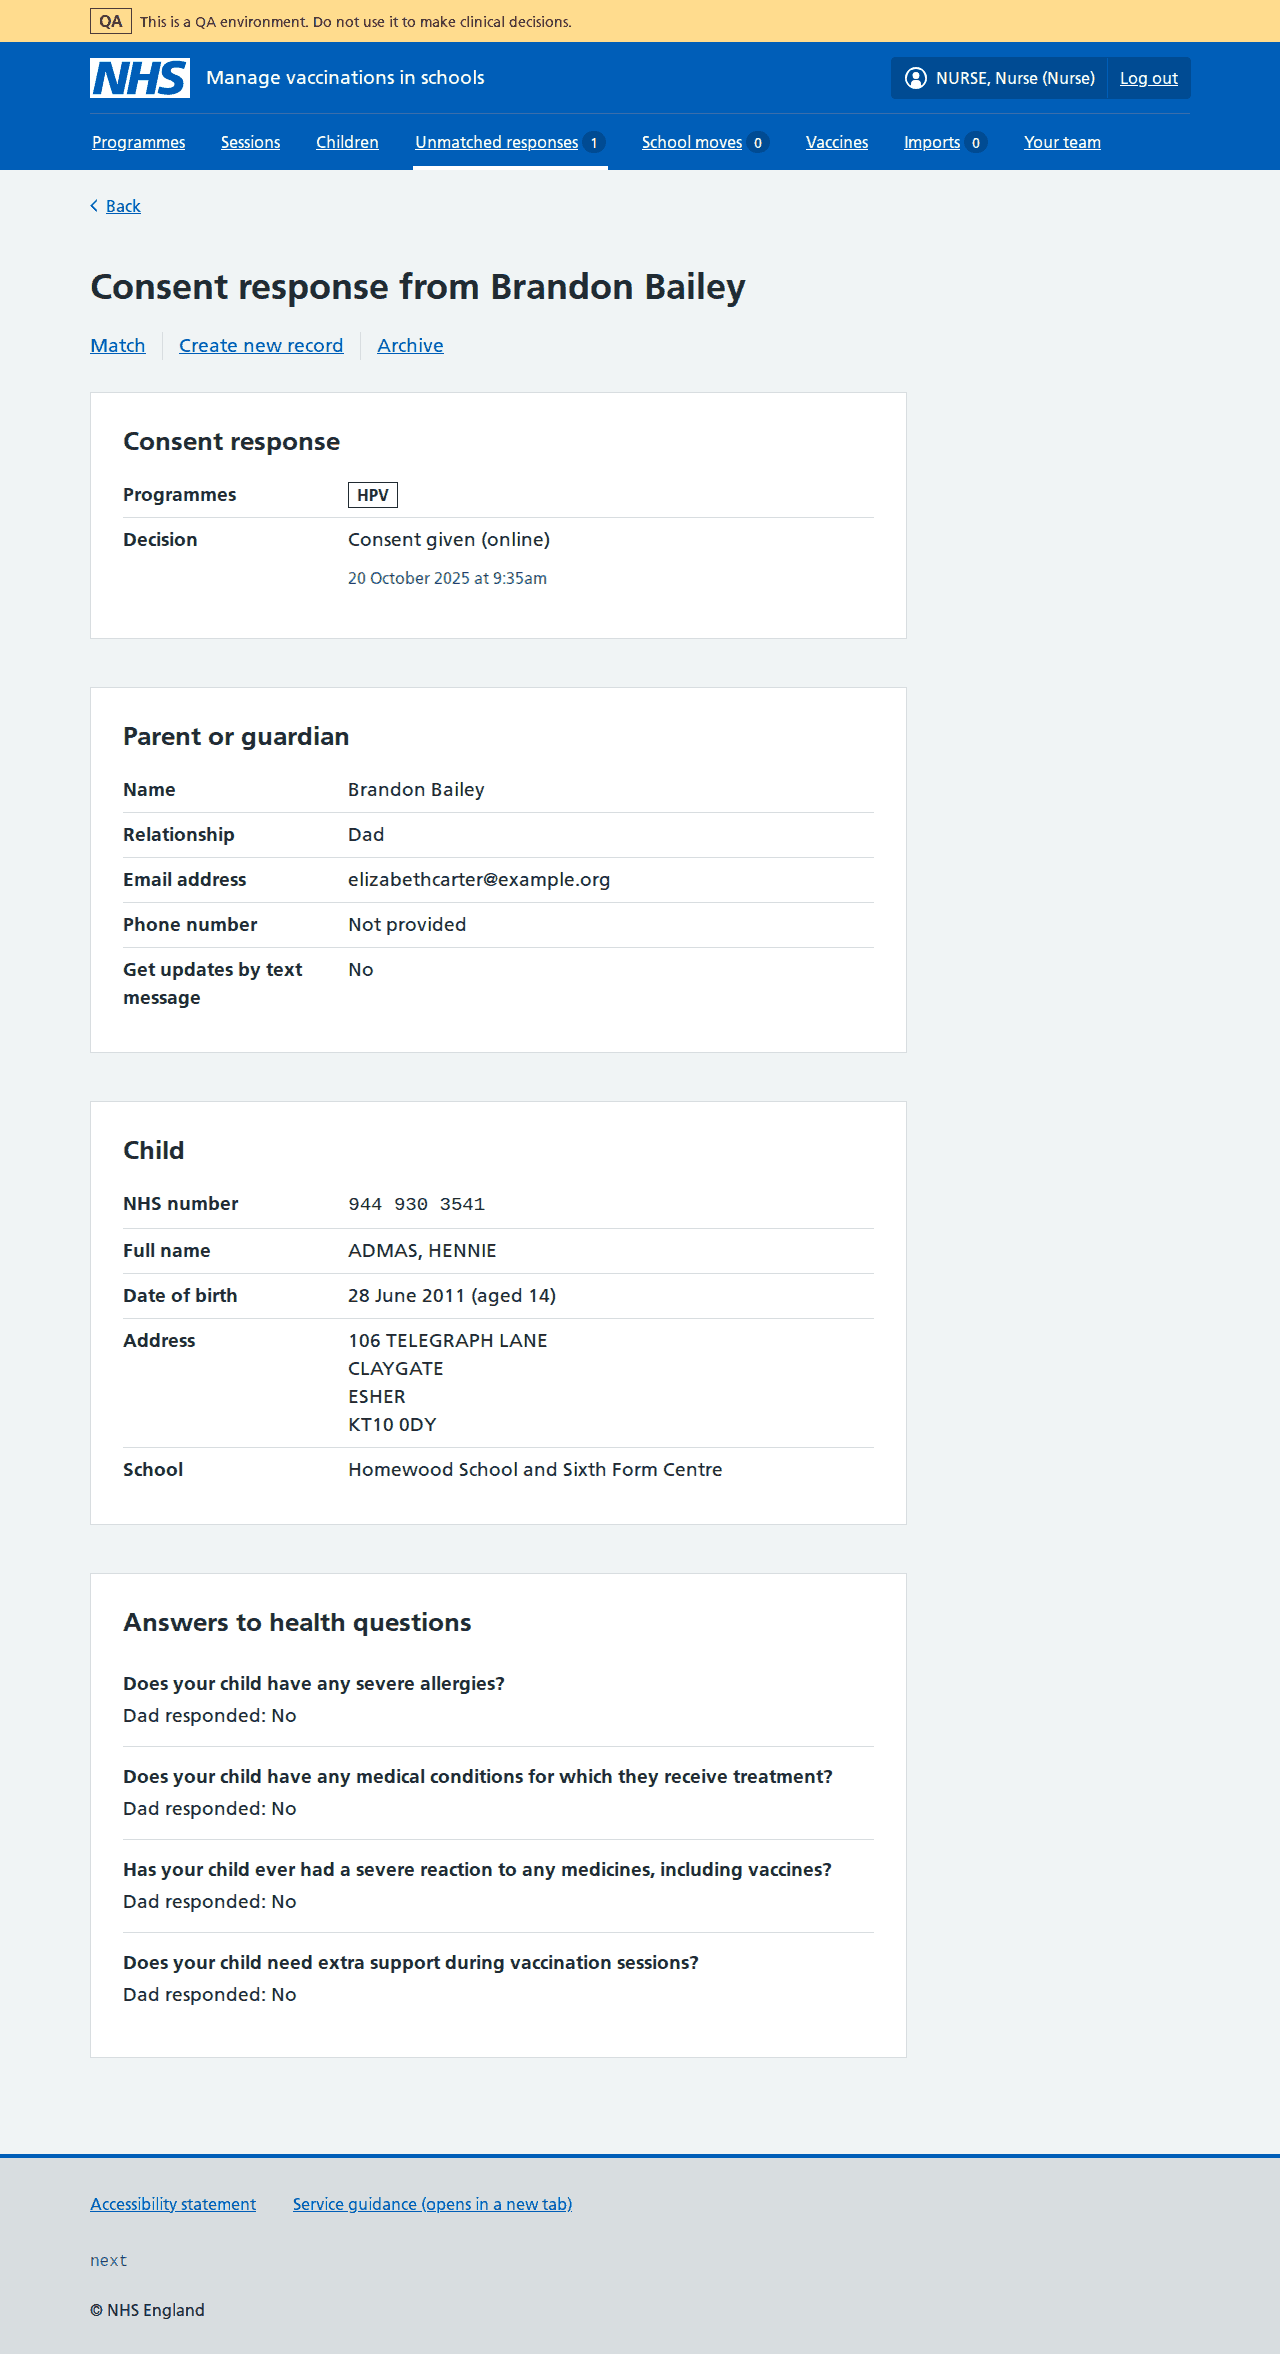 QA This is a QA environment. Do not use it to make clinical decisions.
NHS Manage vaccinations in schools NURSE, Nurse (Nurse) Log out
Programmes Sessions Children Unmatched responses 1 School moves 0 Vaccines Imports 0 Your team
Back
Consent response from Brandon Bailey
Match Create new record Archive
Consent response
Programmes HPV
Decision Consent given (online)
20 October 2025 at 9:35am
Parent or guardian
Name Brandon Bailey
Relationship Dad
Email address elizabethcarter@example.org
Phone number Not provided
Get updates by text No
message
Child
NHS number 944 930 3541
Full name ADMAS, HENNIE
Date of birth 28 June 2011 (aged 14)
Address 106 TELEGRAPH LANE
CLAYGATE
ESHER
KT10 0DY
School Homewood School and Sixth Form Centre
Answers to health questions
Does your child have any severe allergies?
Dad responded: No
Does your child have any medical conditions for which they receive treatment?
Dad responded: No
Has your child ever had a severe reaction to any medicines, including vaccines?
Dad responded: No
Does your child need extra support during vaccination sessions?
Dad responded: No
Accessibility statement Service guidance (opens in a new tab)
next
© NHS England